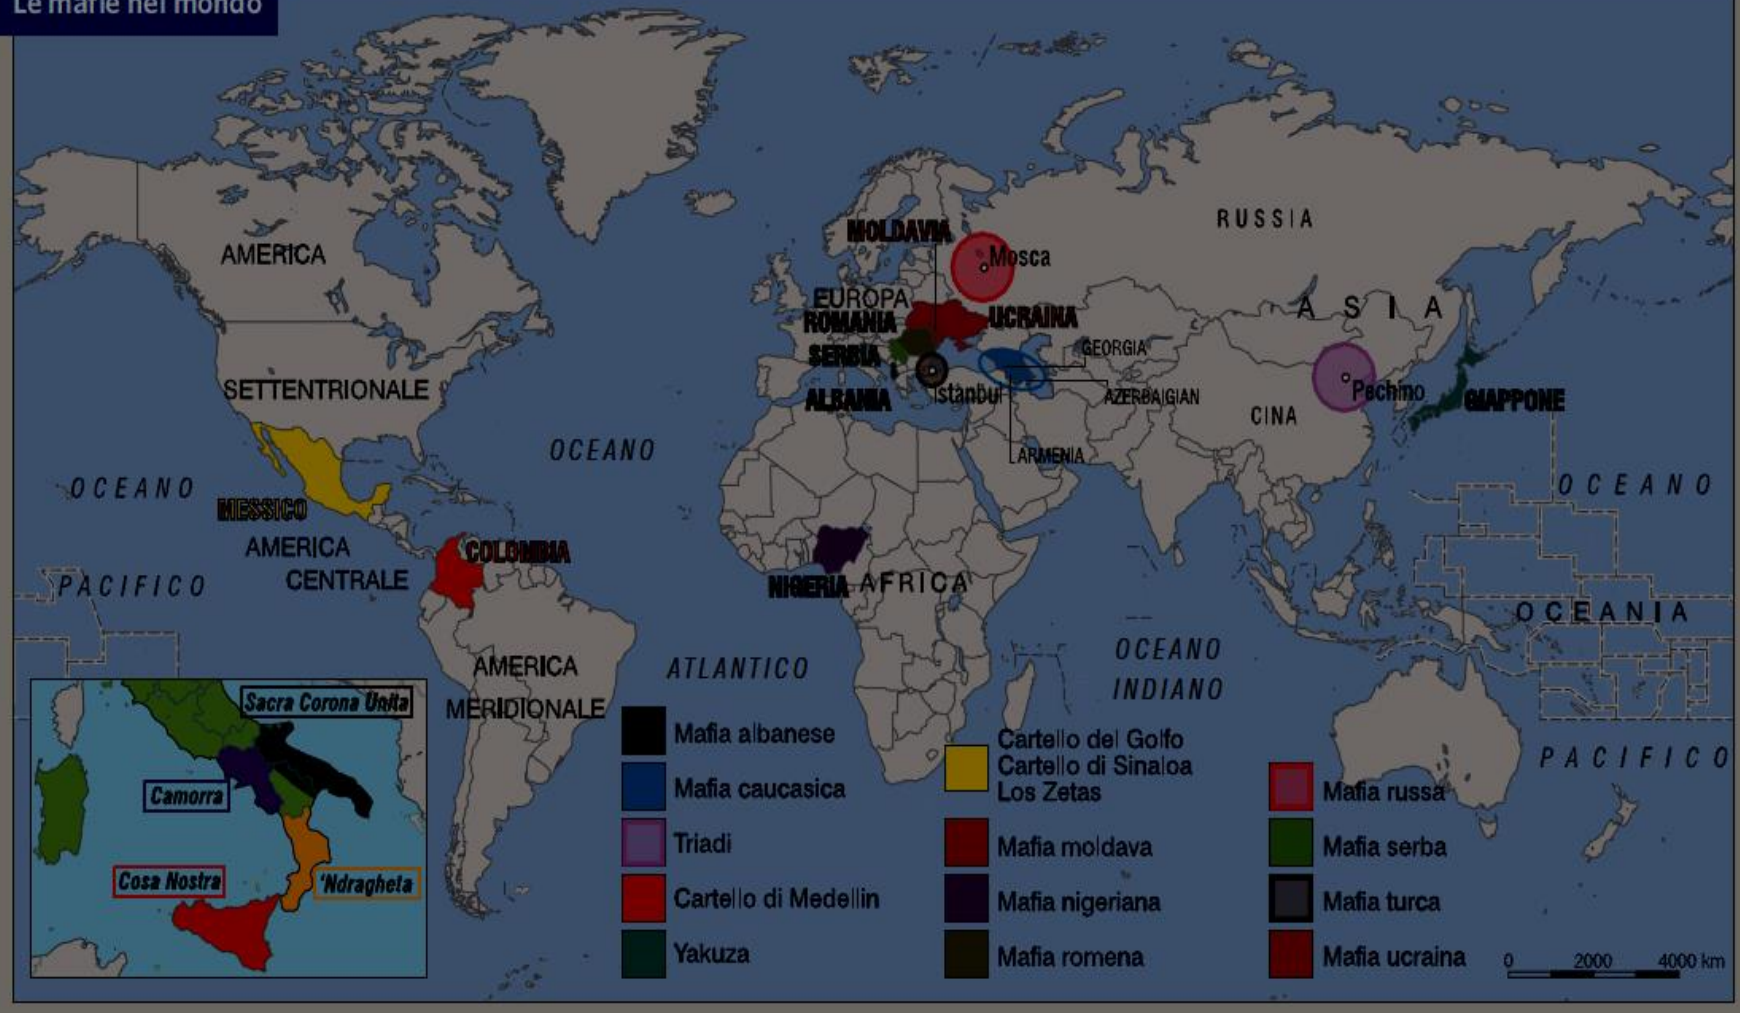 Le mafie nel mondo
RUSSIA
MOLDAVIA
Mosca
AMERICA
EUROPA
ASIA
ROMANIA
UCRAINA
SERBIA
GEORGIA
SETTENTRIONALE
ALBANIA
Istanbul
AZERBAIGIAN
Pechino
GIAPPONE
CINA
OCEANO
ARMENIA
OCEANO
OCEANO
MESSICO
AMERICA
CENTRALE
COLOMBIA
PACIFICO
NIGERIA
AFRICA
OCEANIA
OCEANO
INDIANO
AMERICA
MERIDIONALE
ATLANTICO
PACIFICO
Sacra Corona Unita
Camorra
Cosa Nostra
'Ndragheta
Mafia albanese
Mafia caucasica
Triadi
Cartello di Medellin
Yakuza
Cartello del Golfo
Cartello di Sinaloa
Los Zetas
Mafia moldava
Mafia nigeriana
Mafia romena
Mafia russa
Mafia serba
Mafia turca
Mafia ucraina
0 2000 4000 km